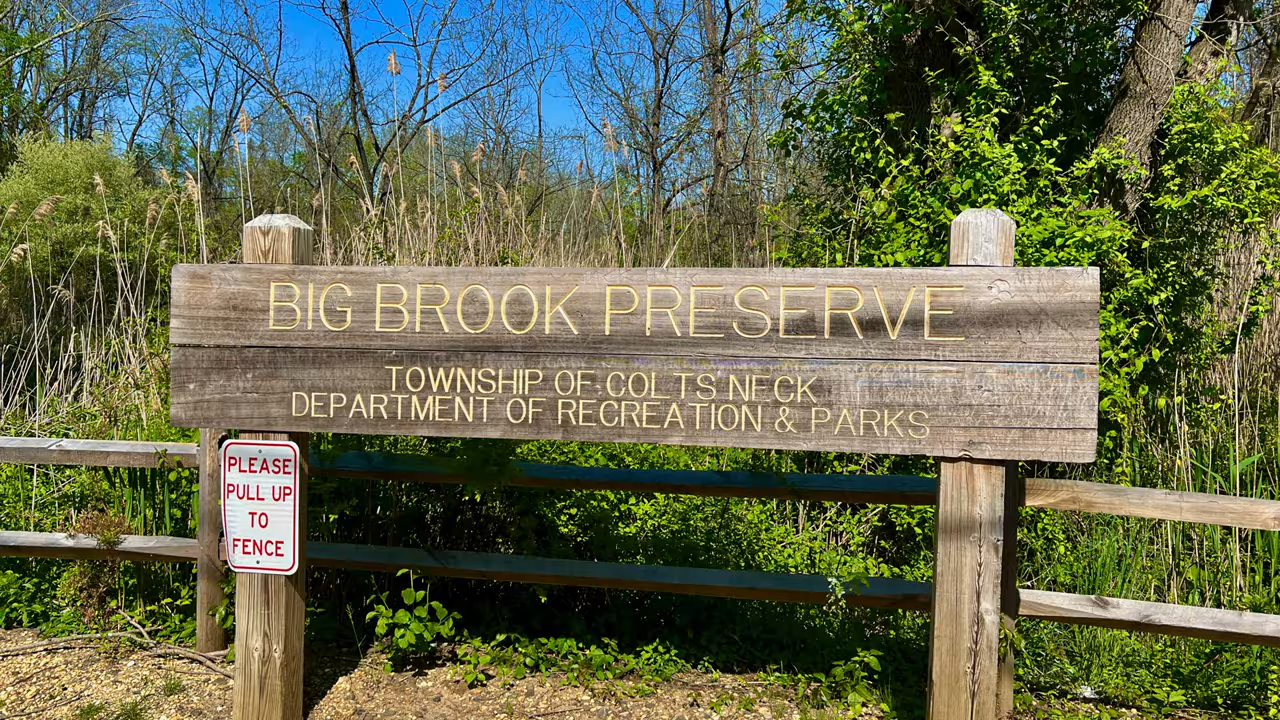 BIG BROOK PRESERVE
TOWNSHIP OF COLTS NECK
DEPARTMENT OF RECREATION & PARKS
PLEASE
PULL UP
TO
FENCE